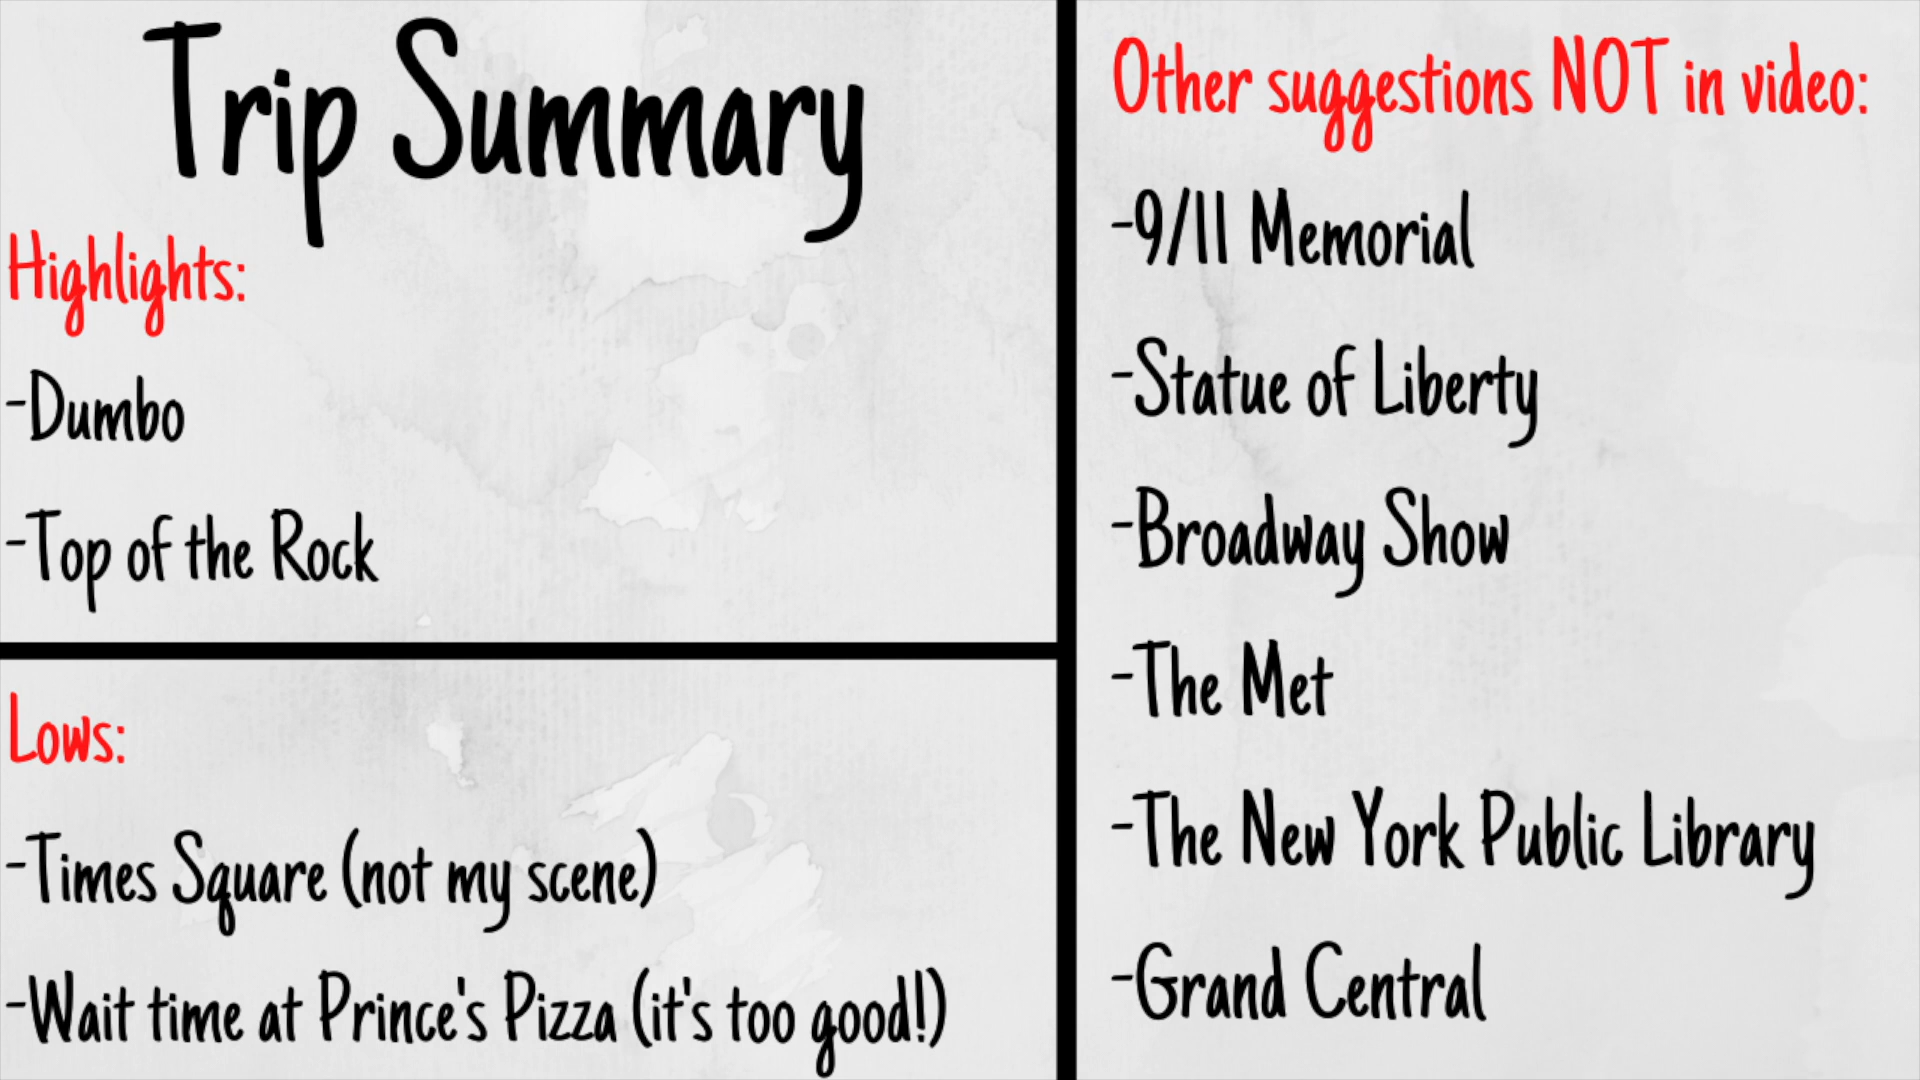 Trip Summary
Highlights:
-Dumbo
-Top of the Rock
Lows:
-Times Square (not my scene)
-Wait time at Prince's Pizza (it's too good!)
Other suggestions NOT in video:
-9/11 Memorial
-Statue of Liberty
-Broadway Show
-The Met
-The New York Public Library
-Grand Central